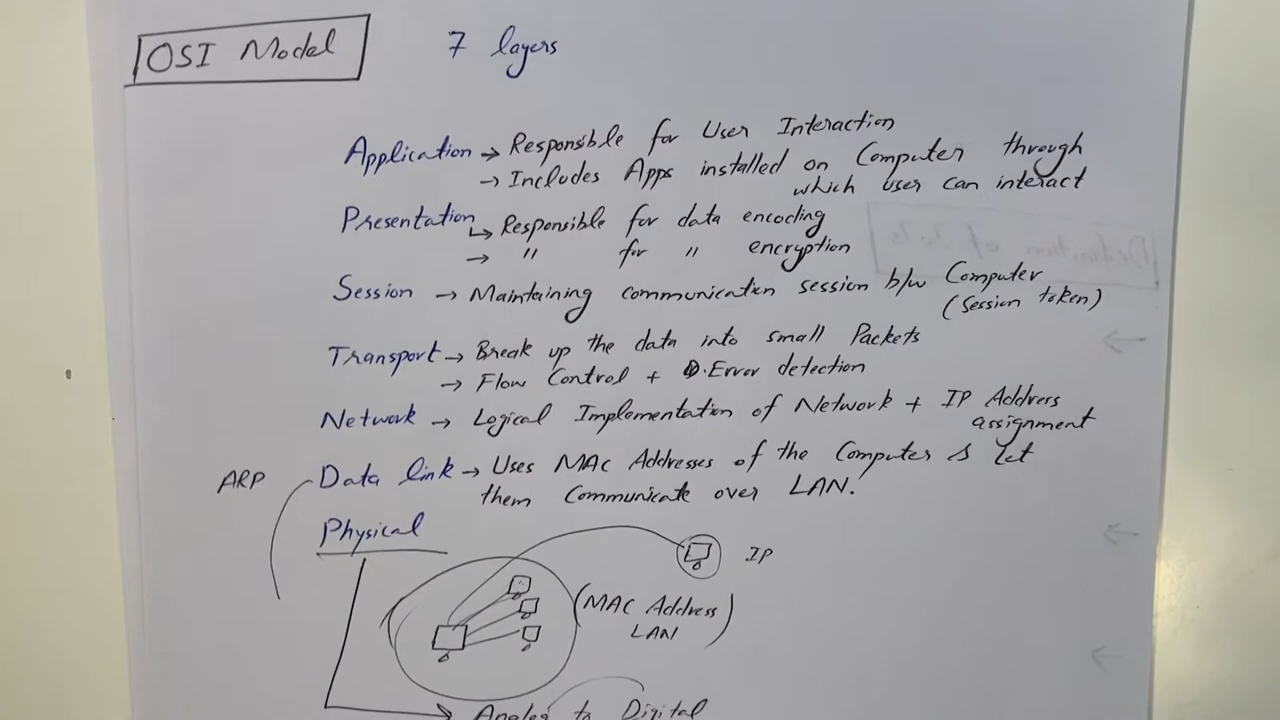 OSI Model 7 layers
Application → Responsible for User Interaction
→ Includes Apps installed on Computer through
which user can interact
Presentation ↳ Responsible for data encoding
→ " for " encryption
Session → Maintaining communication session b/w Computer
(Session token)
Transport → Break up the data into small Packets
→ Flow Control + Error detection
Network → Logical Implementation of Network + IP Address
assignment
ARP Data link → Uses MAC Addresses of the Computer & let
them Communicate over LAN.
Physical
IP
(MAC Address
LAN)
Analog to Digital